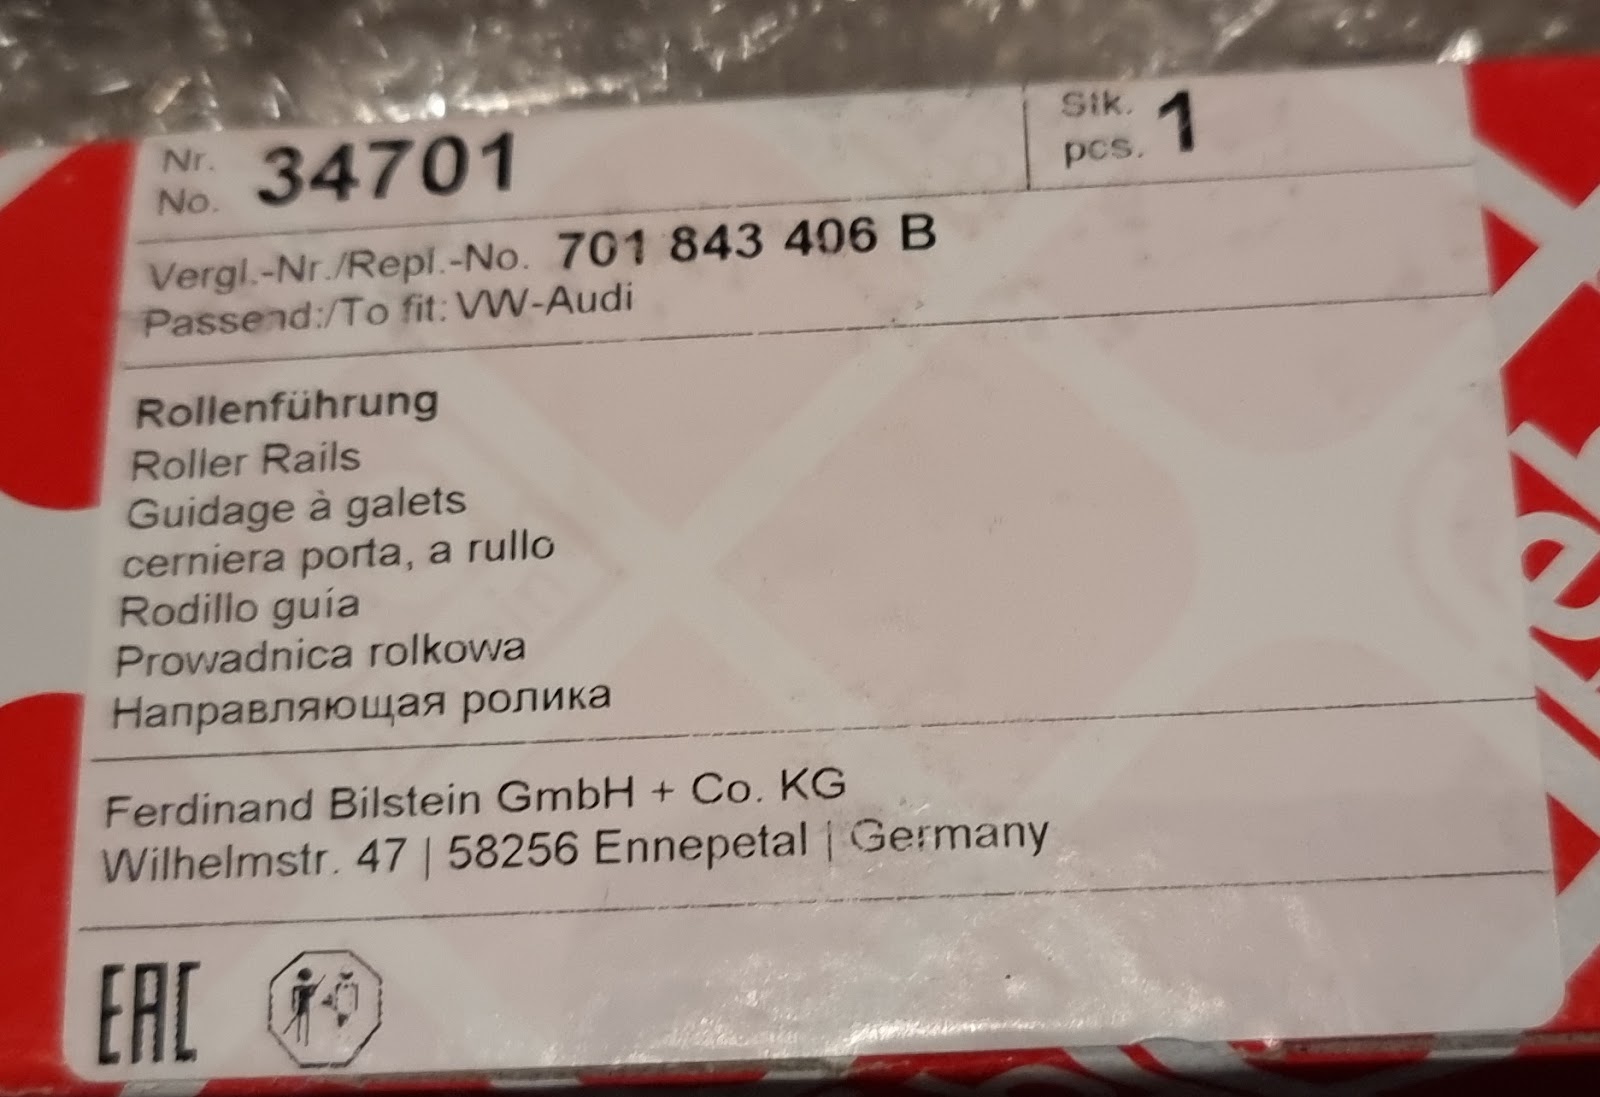 Nr.
No. 34701
Stk.
pcs. 1
Vergl.-Nr./Repl.-No. 701 843 406 B
Passend:/To fit: VW-Audi
Rollenführung
Roller Rails
Guidage à galets
cerniera porta, a rullo
Rodillo guía
Prowadnica rolkowa
Направляющая ролика
Ferdinand Bilstein GmbH + Co. KG
Wilhelmstr. 47 | 58256 Ennepetal | Germany
EAC